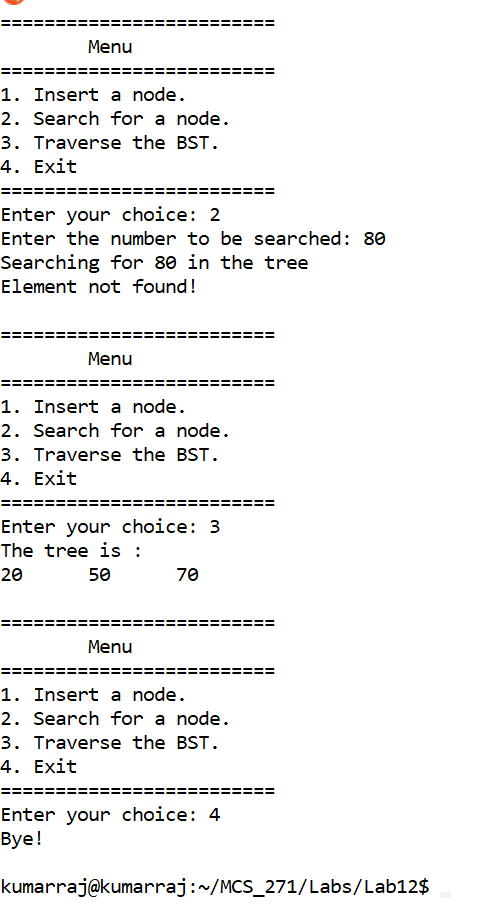 =========================
        Menu
=========================
1. Insert a node.
2. Search for a node.
3. Traverse the BST.
4. Exit
=========================
Enter your choice: 2
Enter the number to be searched: 80
Searching for 80 in the tree
Element not found!

=========================
        Menu
=========================
1. Insert a node.
2. Search for a node.
3. Traverse the BST.
4. Exit
=========================
Enter your choice: 3
The tree is :
20      50      70

=========================
        Menu
=========================
1. Insert a node.
2. Search for a node.
3. Traverse the BST.
4. Exit
=========================
Enter your choice: 4
Bye!

kumarraj@kumarraj:~/MCS_271/Labs/Lab12$